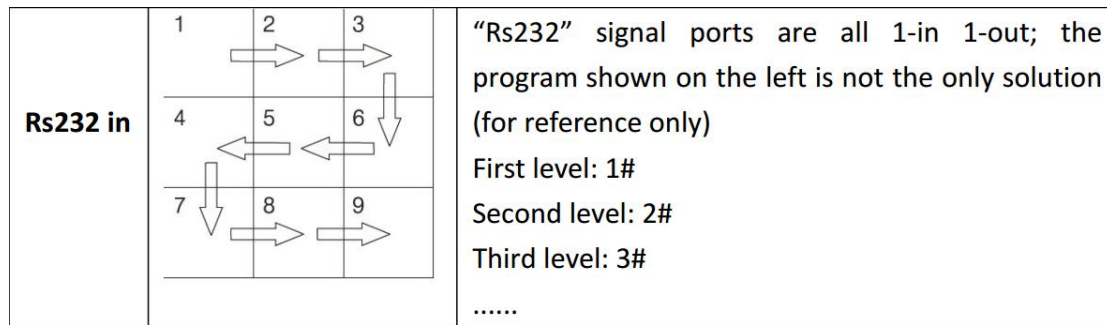 Rs232 in
1 2 3
4 5 6
7 8 9
“Rs232” signal ports are all 1-in 1-out; the
program shown on the left is not the only solution
(for reference only)
First level: 1#
Second level: 2#
Third level: 3#
......